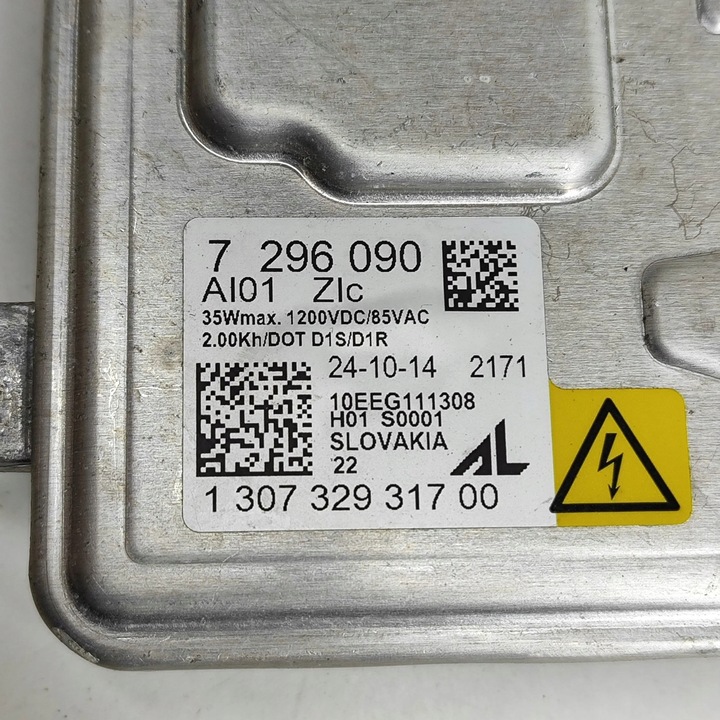 7 296 090
AI01 ZIc
35Wmax. 1200VDC/85VAC
2.00Kh/DOT D1S/D1R
24-10-14 2171
10EEG111308
H01 S0001
SLOVAKIA
22
AL
1 307 329 317 00